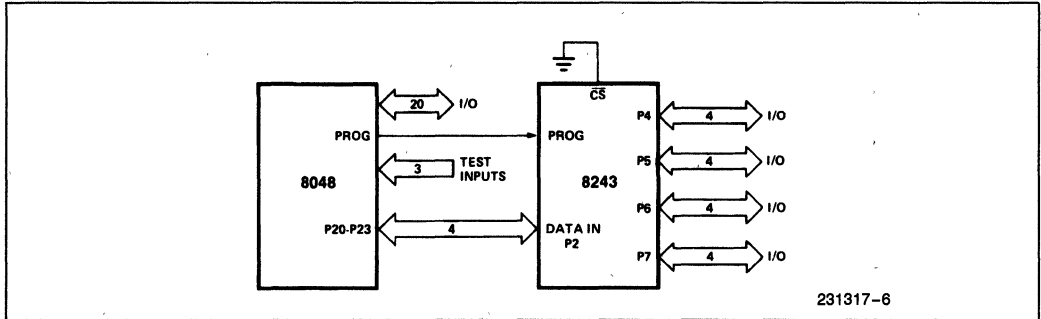 CS
20 I/O
P4 4 I/O
PROG PROG
3 TEST INPUTS
P5 4 I/O
8048 8243
P6 4 I/O
P20-P23 4 DATA IN P2
P7 4 I/O
231317-6